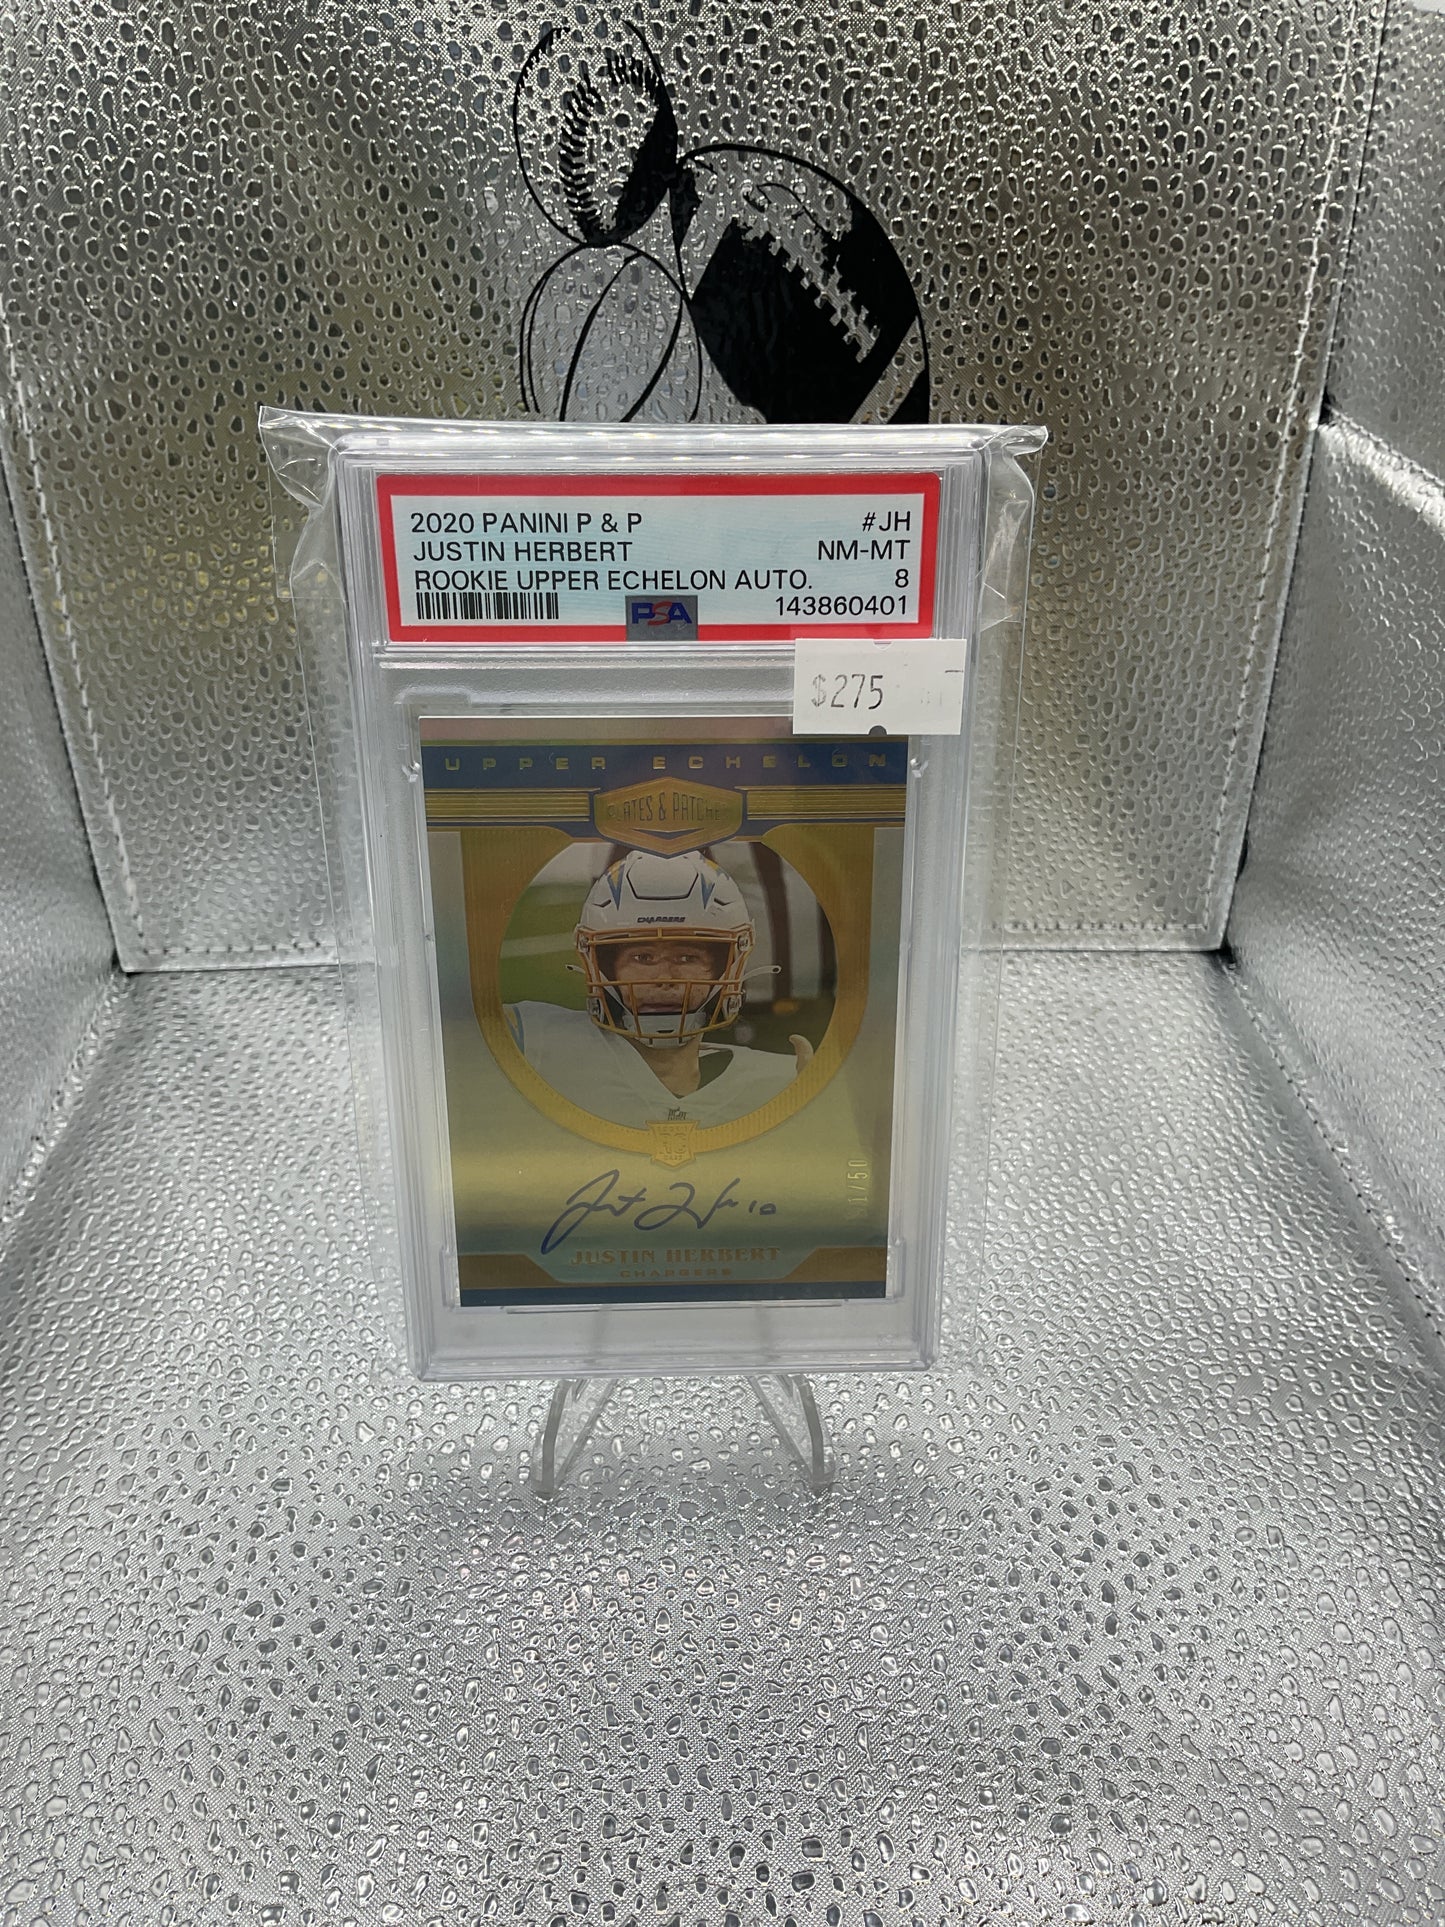 2020 PANINI P & P #JH
JUSTIN HERBERT NM-MT
ROOKIE UPPER ECHELON AUTO. 8
PSA 143860401
$275
UPPER ECHELON
PLATES & PATCHES
CHARGERS
JUSTIN HERBERT
CHARGERS